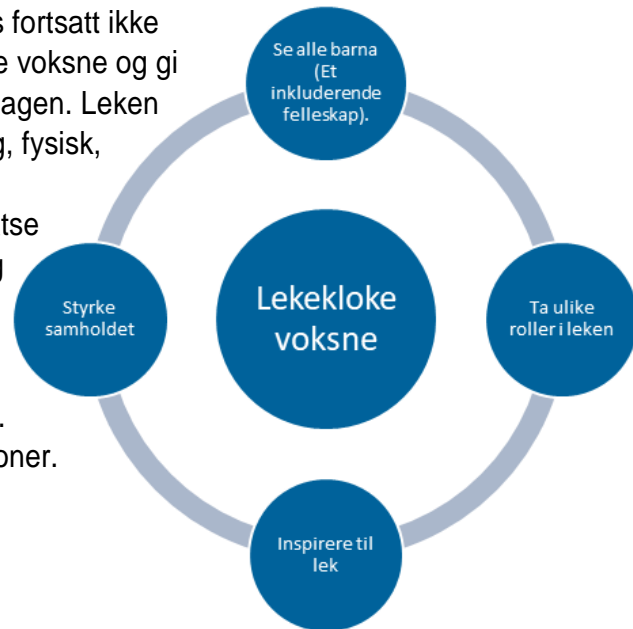 s fortsatt ikke
e voksne og gi
agen. Leken
g, fysisk,
tse
g
.
oner.
Se alle barna
(Et
inkluderende
felleskap).
Lekekloke
voksne
Styrke
samholdet
Ta ulike
roller i leken
Inspirere til
lek